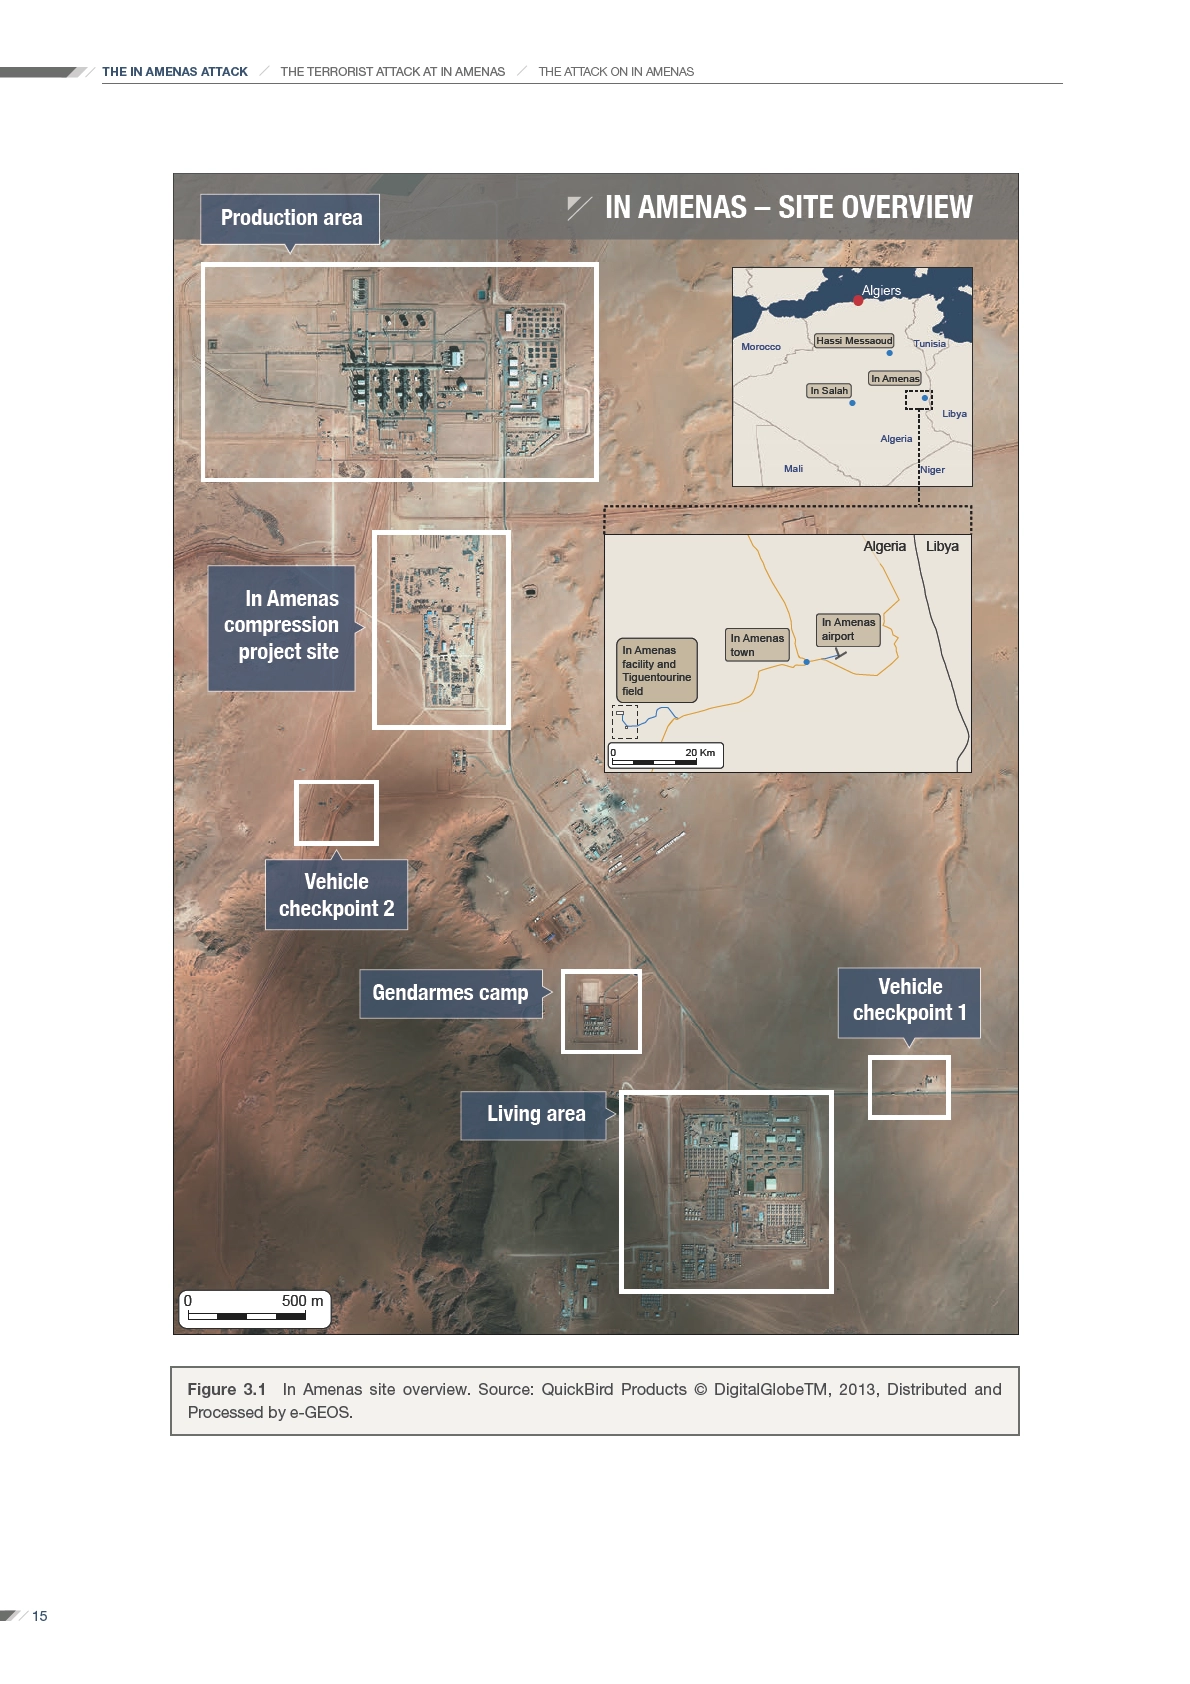 THE IN AMENAS ATTACK / THE TERRORIST ATTACK AT IN AMENAS / THE ATTACK ON IN AMENAS
IN AMENAS – SITE OVERVIEW
Production area
Algiers
Morocco
Hassi Messaoud
Tunisia
In Amenas
In Salah
Libya
Algeria
Mali
Niger
Algeria
Libya
In Amenas
compression
project site
In Amenas
airport
In Amenas
town
In Amenas
facility and
Tiguentourine
field
0 20 Km
Vehicle
checkpoint 2
Gendarmes camp
Vehicle
checkpoint 1
Living area
0 500 m
Figure 3.1 In Amenas site overview. Source: QuickBird Products © DigitalGlobeTM, 2013, Distributed and
Processed by e-GEOS.
15